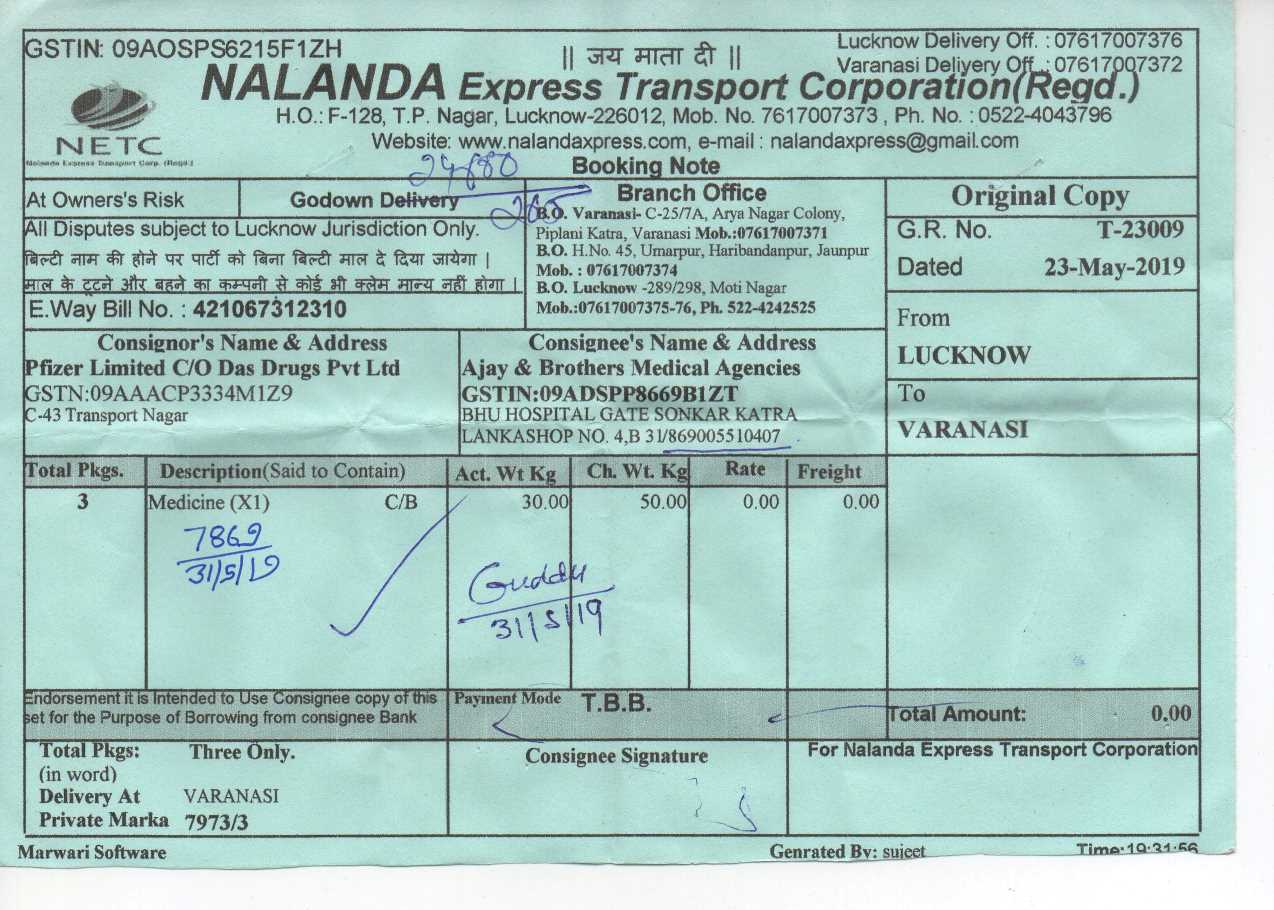 GSTIN: 09AOSPS6215F1ZH
|| जय माता दी ||
Lucknow Delivery Off. : 07617007376
Varanasi Delivery Off. : 07617007372
NALANDA Express Transport Corporation(Regd.)
NETC
Nalanda Express Transport Corp. (Regd.)
H.O.: F-128, T.P. Nagar, Lucknow-226012, Mob. No. 7617007373 , Ph. No. : 0522-4043796
Website: www.nalandaxpress.com, e-mail : nalandaxpress@gmail.com
Booking Note
At Owners's Risk
Godown Delivery
265
All Disputes subject to Lucknow Jurisdiction Only.
बिल्टी नाम की होने पर पार्टी को बिना बिल्टी माल दे दिया जायेगा |
माल के टूटने और बहने का कम्पनी से कोई भी क्लेम मान्य नहीं होगा |
E.Way Bill No. : 421067312310
Branch Office
B.O. Varanasi- C-25/7A, Arya Nagar Colony,
Piplani Katra, Varanasi Mob.:07617007371
B.O. H.No. 45, Umarpur, Haribandanpur, Jaunpur
Mob. : 07617007374
B.O. Lucknow -289/298, Moti Nagar
Mob.:07617007375-76, Ph. 522-4242525
Original Copy
G.R. No. T-23009
Dated 23-May-2019
From
LUCKNOW
To
VARANASI
Consignor's Name & Address
Pfizer Limited C/O Das Drugs Pvt Ltd
GSTN:09AAACP3334M1Z9
C-43 Transport Nagar
Consignee's Name & Address
Ajay & Brothers Medical Agencies
GSTIN:09ADSPP8669B1ZT
BHU HOSPITAL GATE SONKAR KATRA
LANKASHOP NO. 4,B 31/869005510407
Total Pkgs. Description(Said to Contain) Act. Wt Kg Ch. Wt. Kg Rate Freight
3 Medicine (X1) C/B 30.00 50.00 0.00 0.00
7869
31/5/19
Guddu
31/5/19
Endorsement it is Intended to Use Consignee copy of this
set for the Purpose of Borrowing from consignee Bank
Payment Mode T.B.B.
Total Amount: 0.00
Total Pkgs: Three Only.
(in word)
Delivery At VARANASI
Private Marka 7973/3
Consignee Signature
For Nalanda Express Transport Corporation
Marwari Software
Genrated By: sujeet
Time:19:31:56